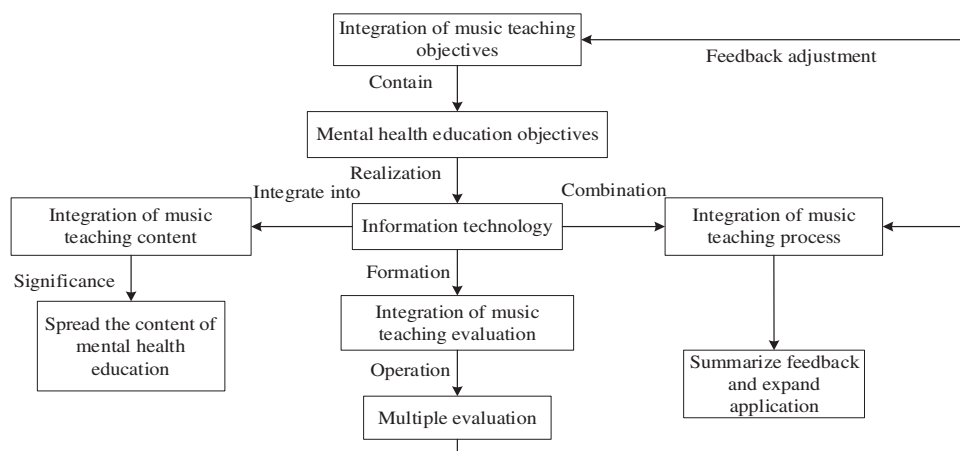 Integration of music teaching
objectives
Feedback adjustment
Contain
Mental health education objectives
Realization
Integrate into
Combination
Integration of music
teaching content
Information technology
Integration of music
teaching process
Significance
Formation
Spread the content of
mental health
education
Integration of music
teaching evaluation
Summarize feedback
and expand
application
Operation
Multiple evaluation